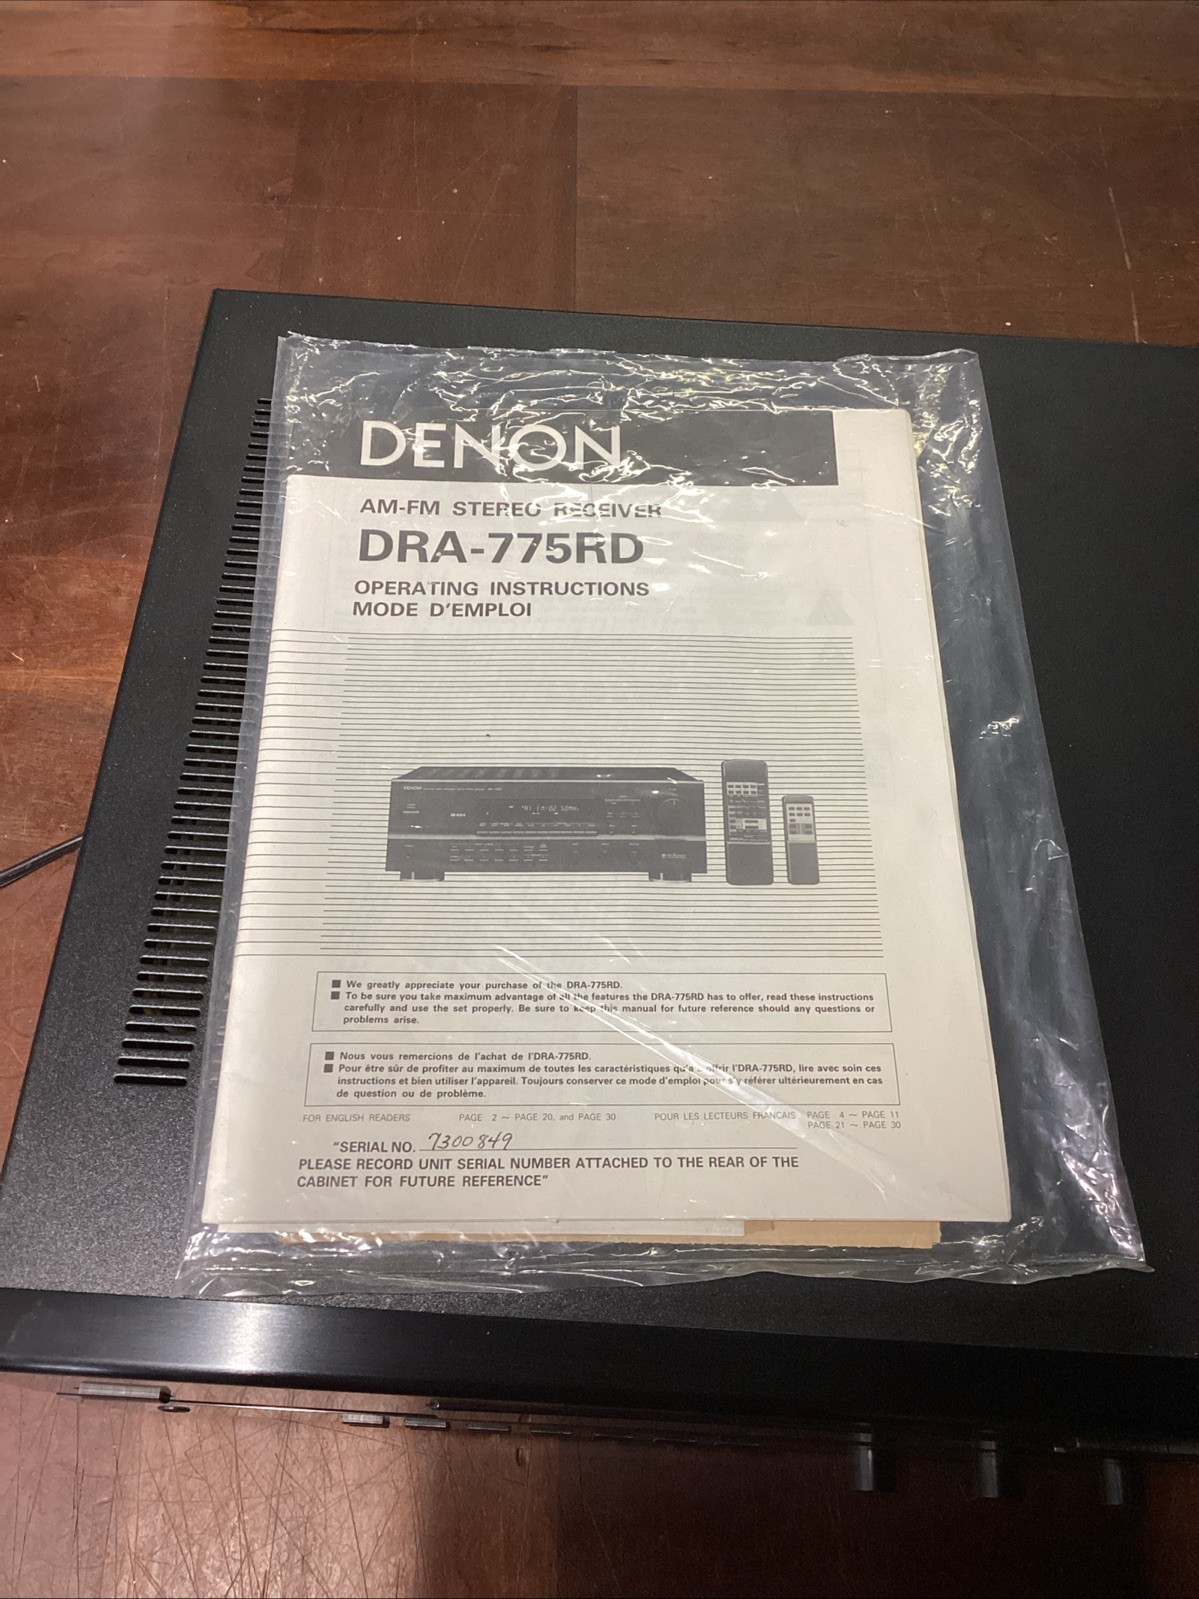 DENON
AM-FM STEREO RECEIVER
DRA-775RD
OPERATING INSTRUCTIONS
MODE D'EMPLOI
DENON
■ We greatly appreciate your purchase of the DRA-775RD.
■ To be sure you take maximum advantage of all the features the DRA-775RD has to offer, read these instructions
carefully and use the set properly. Be sure to keep this manual for future reference should any questions or
problems arise.
■ Nous vous remercions de l'achat de l'DRA-775RD.
■ Pour être sûr de profiter au maximum de toutes les caractéristiques qu'a à offrir l'DRA-775RD, lire avec soin ces
instructions et bien utiliser l'appareil. Toujours conserver ce mode d'emploi pour s'y référer ultérieurement en cas
de question ou de problème.
FOR ENGLISH READERS PAGE 2 ~ PAGE 20, and PAGE 30 POUR LES LECTEURS FRANCAIS PAGE 4 ~ PAGE 11
PAGE 21 ~ PAGE 30
"SERIAL NO. 7300849
PLEASE RECORD UNIT SERIAL NUMBER ATTACHED TO THE REAR OF THE
CABINET FOR FUTURE REFERENCE"